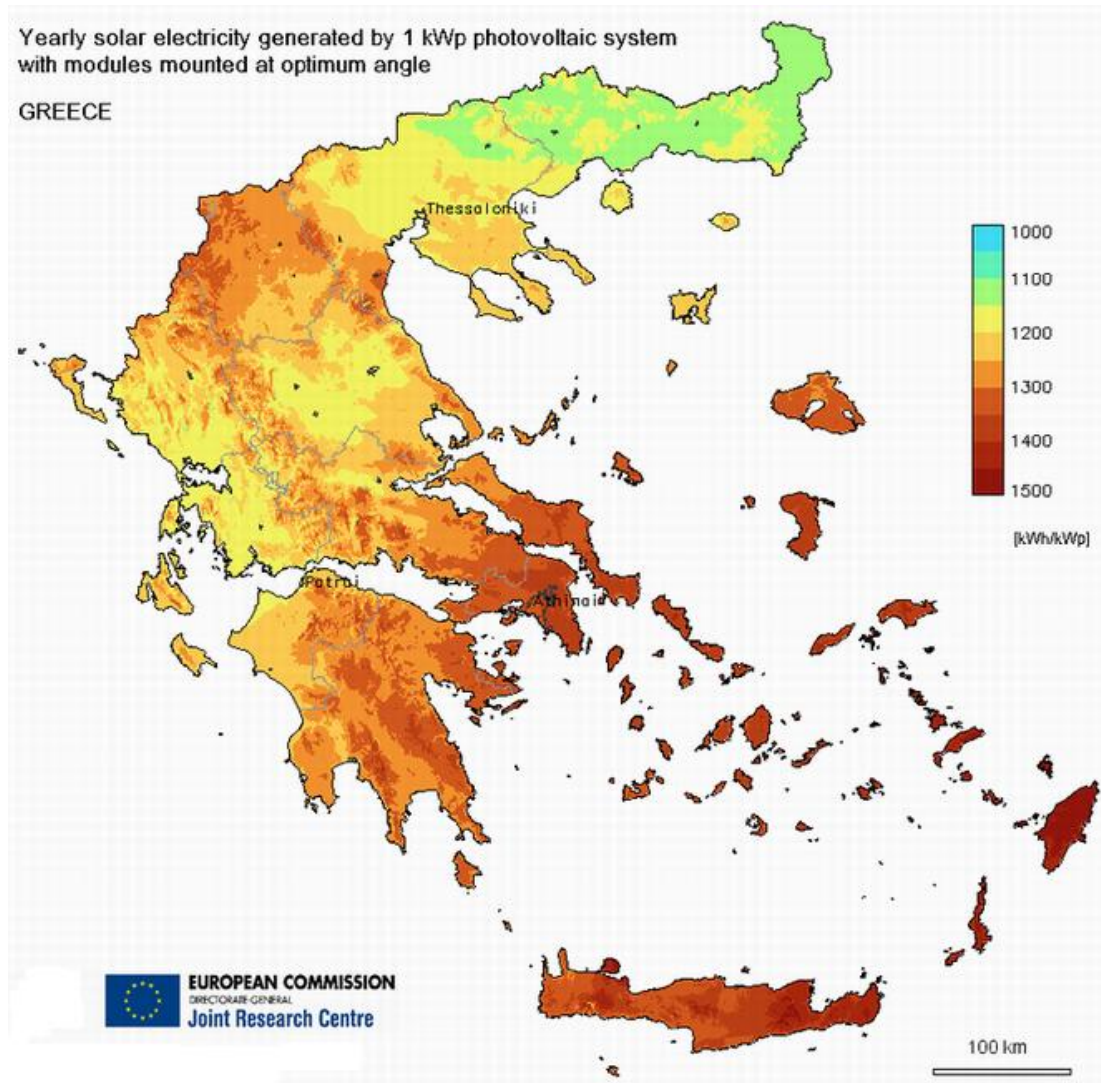 Yearly solar electricity generated by 1 kWp photovoltaic system
with modules mounted at optimum angle
GREECE
Thessaloniki
Patrai
Athinai
1000
1100
1200
1300
1400
1500
[kWh/kWp]
EUROPEAN COMMISSION
DIRECTORATE-GENERAL
Joint Research Centre
100 km